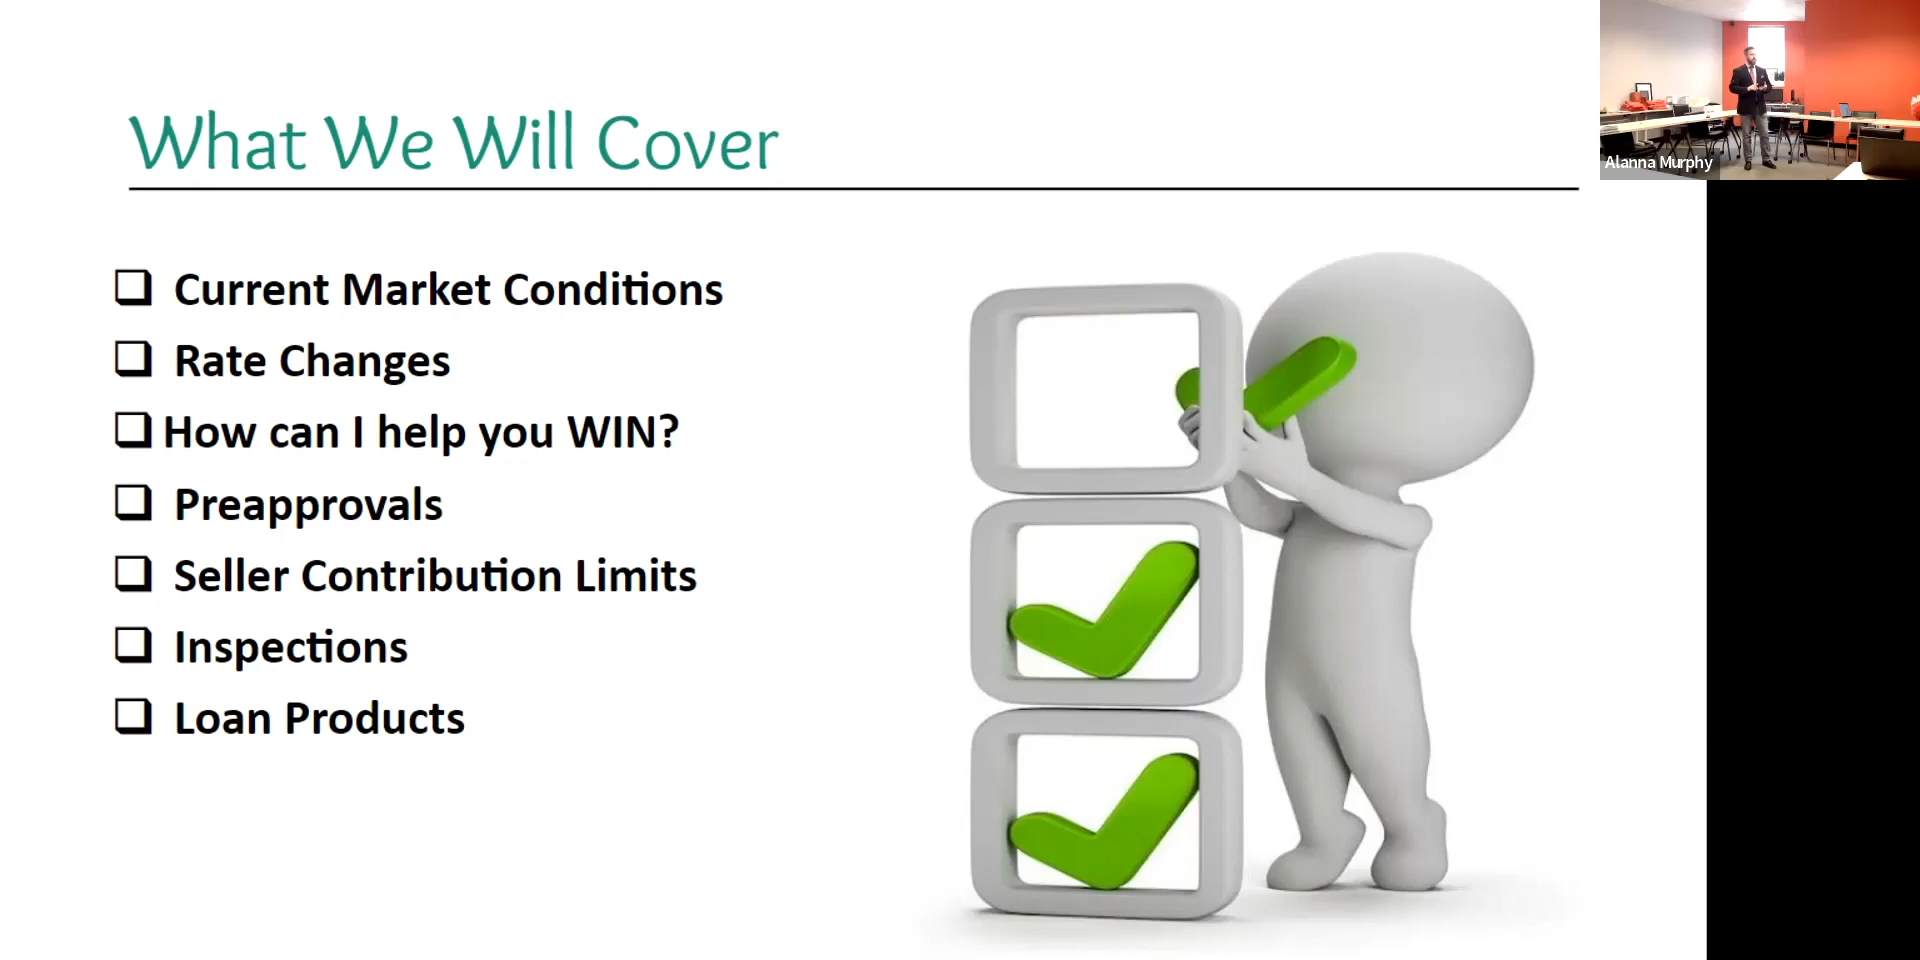 What We Will Cover
Current Market Conditions
Rate Changes
How can I help you WIN?
Preapprovals
Seller Contribution Limits
Inspections
Loan Products
Alanna Murphy